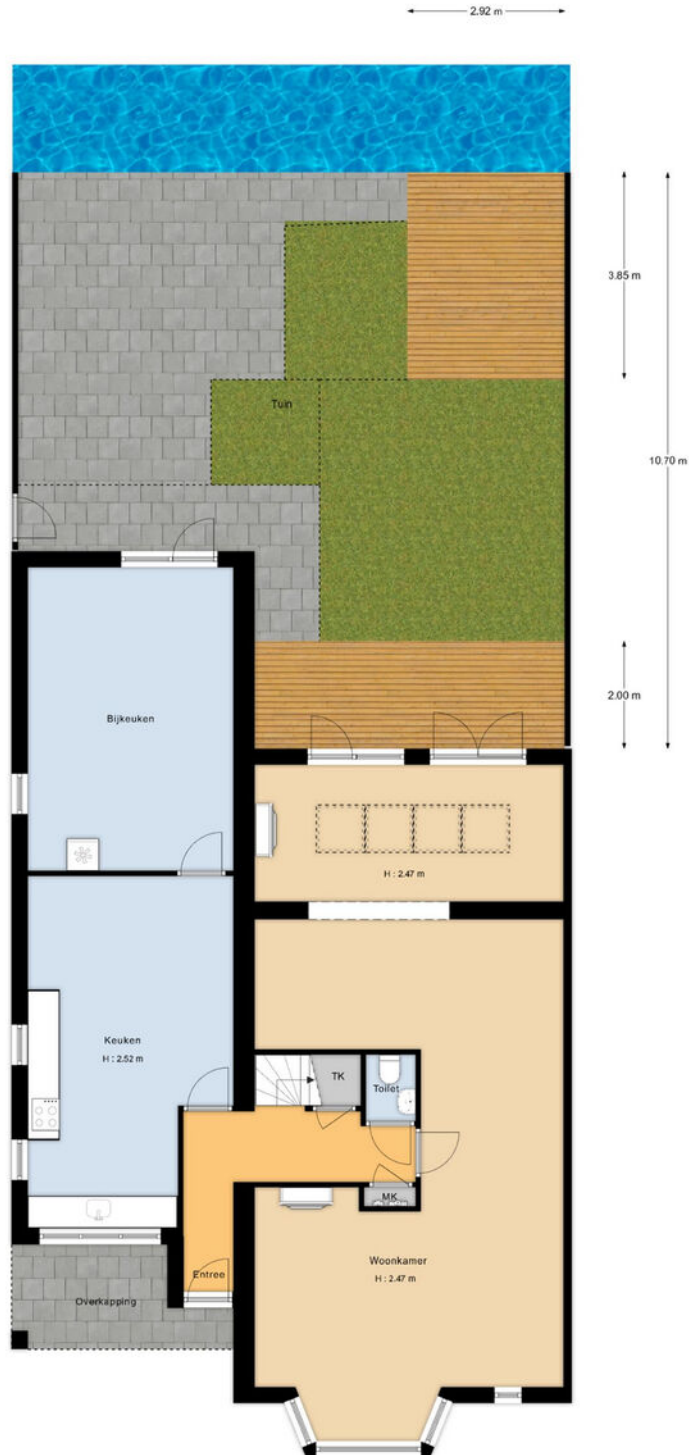 2.92 m
3.85 m
Tuin
10.70 m
2.00 m
Bijkeuken
H : 2.47 m
Keuken
H : 2.52 m
TK
Toilet
MK
Woonkamer
H : 2.47 m
Entree
Overkapping